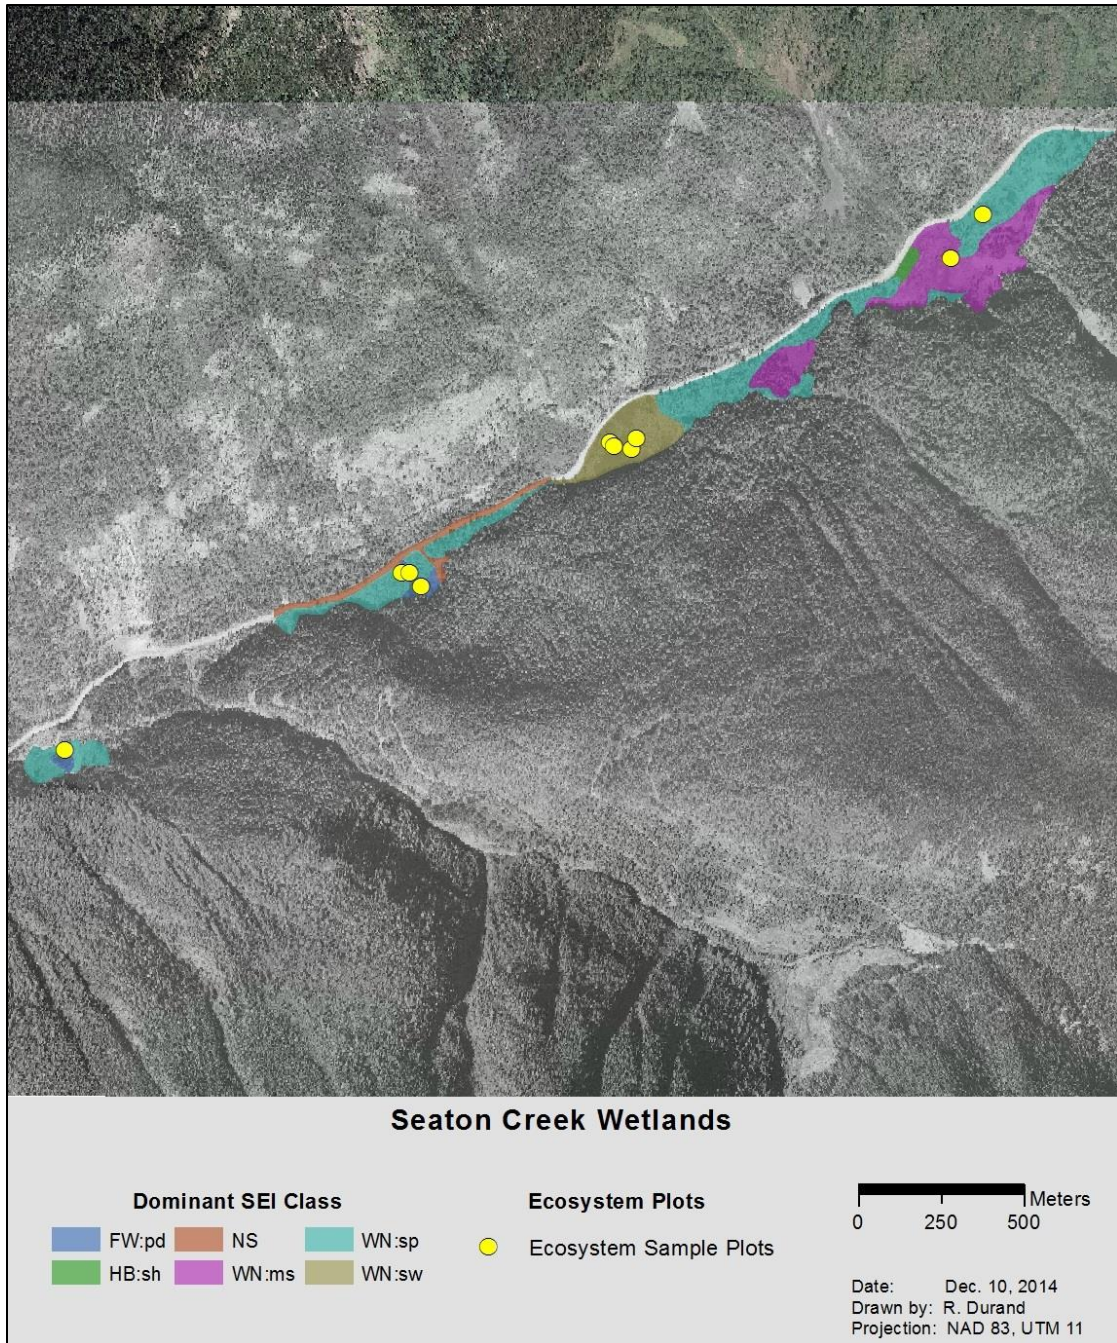 Seaton Creek Wetlands
Dominant SEI Class
FW:pd NS WN:sp
HB:sh WN:ms WN:sw
Ecosystem Plots
Ecosystem Sample Plots
Meters
0 250 500
Date: Dec. 10, 2014
Drawn by: R. Durand
Projection: NAD 83, UTM 11